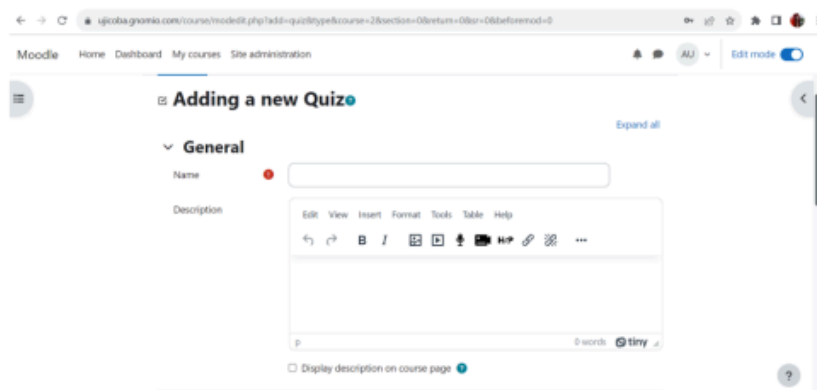 ujicoba.gnomio.com/course/modedit.php?add=quiz&type&course=2&section=0&return=0&sr=0&beforemod=0
Moodle Home Dashboard My courses Site administration AU Edit mode
Adding a new Quiz
Expand all
General
Name
Description
Edit View Insert Format Tools Table Help
B I H5P
p 0 words tiny
Display description on course page
?